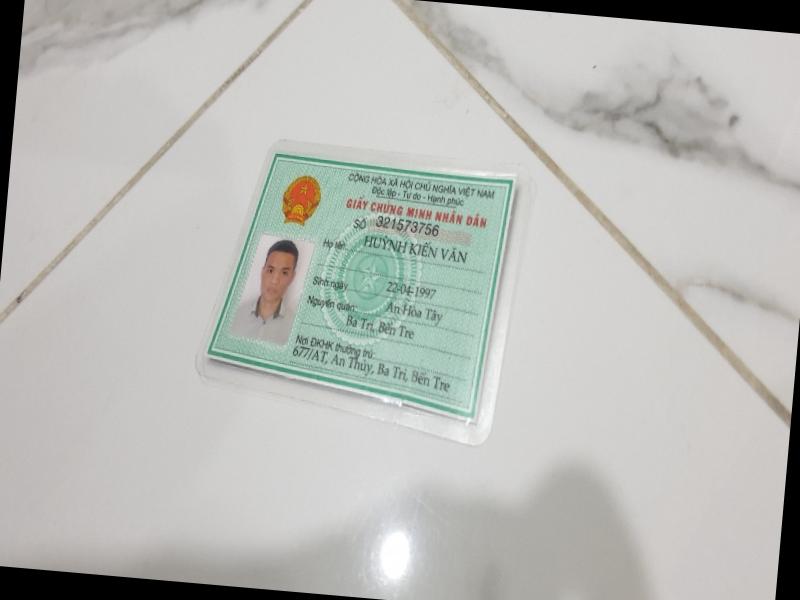 CỘNG HÒA XÃ HỘI CHỦ NGHĨA VIỆT NAM
Độc lập - Tự do - Hạnh phúc
GIẤY CHỨNG MINH NHÂN DÂN
SỐ 321573756
Họ tên: HUỲNH KIẾN VĂN
Sinh ngày 22-04-1997
Nguyên quán: An Hòa Tây
Ba Tri, Bến Tre
Nơi ĐKHK thường trú:
677/AT, An Thủy, Ba Tri, Bến Tre